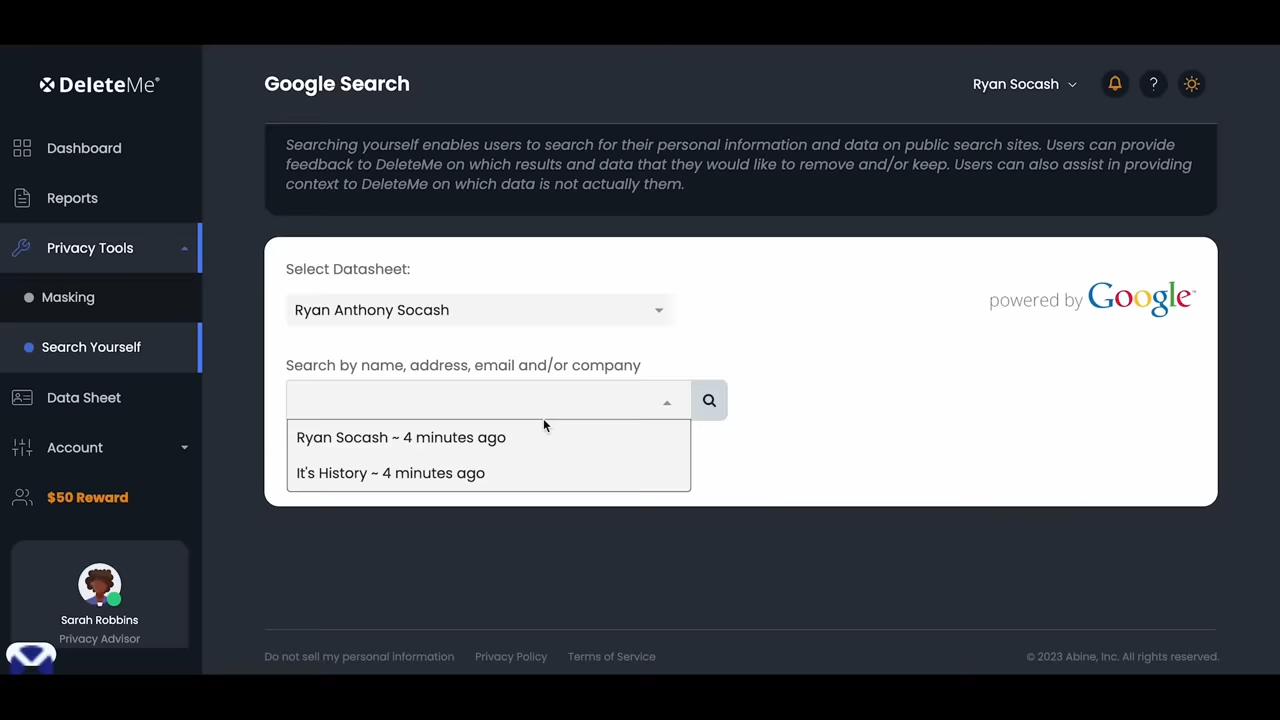 DeleteMe®
Dashboard
Reports
Privacy Tools
Masking
Search Yourself
Data Sheet
Account
$50 Reward
Sarah Robbins
Privacy Advisor
Google Search
Ryan Socash
?
Searching yourself enables users to search for their personal information and data on public search sites. Users can provide
feedback to DeleteMe on which results and data that they would like to remove and/or keep. Users can also assist in providing
context to DeleteMe on which data is not actually them.
Select Datasheet:
Ryan Anthony Socash
powered by Google™
Search by name, address, email and/or company
Ryan Socash ~ 4 minutes ago
It's History ~ 4 minutes ago
Do not sell my personal information
Privacy Policy
Terms of Service
© 2023 Abine, Inc. All rights reserved.